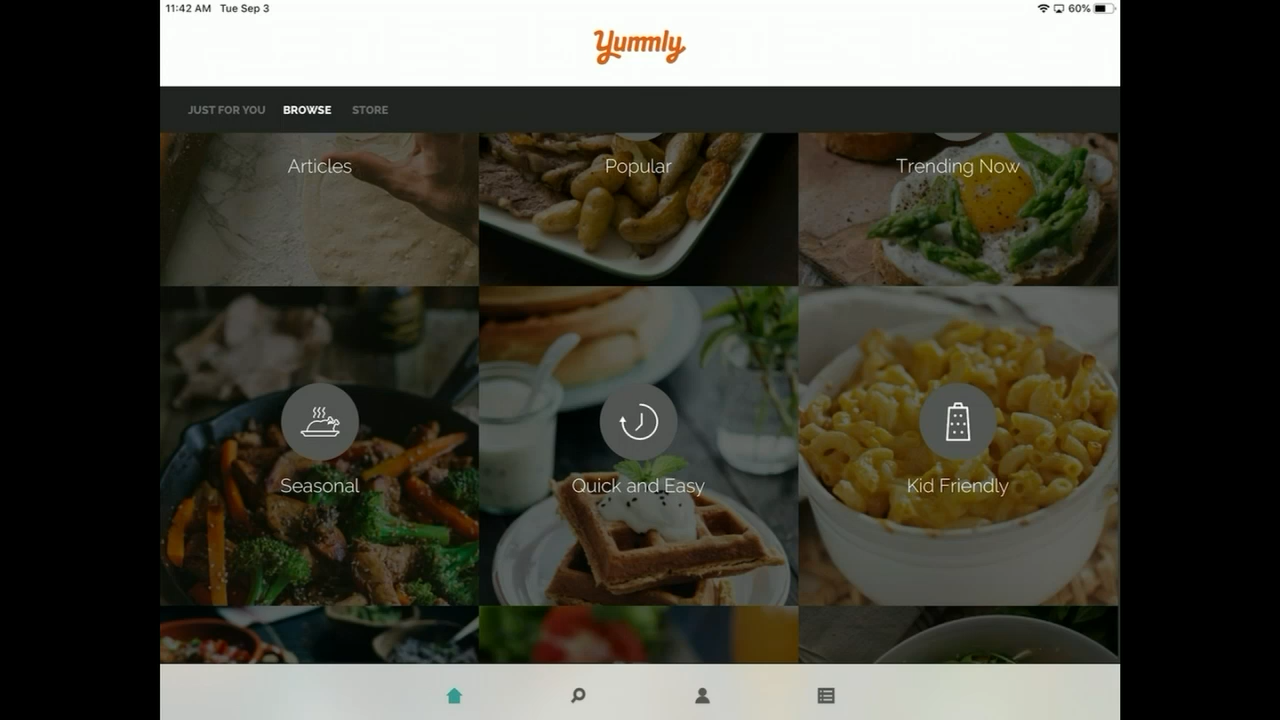 11:42 AM Tue Sep 3 60%
Yummly
JUST FOR YOU BROWSE STORE
Articles Popular Trending Now
Seasonal Quick and Easy Kid Friendly